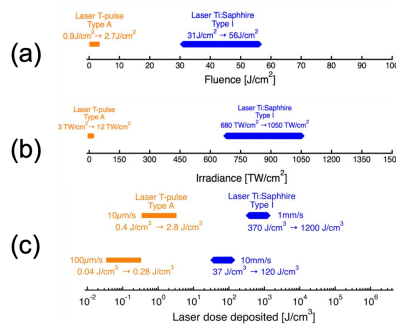 (a)
Laser T-pulse
Type A
0.9J/cm² → 2.7J/cm²
Laser Ti:Saphhire
Type I
31J/cm² → 56J/cm²
0 10 20 30 40 50 60 70 80 90 100
Fluence [J/cm²]
(b)
Laser T-pulse
Type A
3 TW/cm² → 12 TW/cm²
Laser Ti:Saphhire
Type I
680 TW/cm² → 1050 TW/cm²
0 150 300 450 600 750 900 1050 1200 1350 1500
Irradiance [TW/cm²]
(c)
Laser T-pulse
Type A
10μm/s
0.4 J/cm³ → 2.8 J/cm³
Laser Ti:Saphhire
Type I
1mm/s
370 J/cm³ → 1200 J/cm³
100μm/s
0.04 J/cm³ → 0.28 J/cm³
10mm/s
37 J/cm³ → 120 J/cm³
10⁻² 10⁻¹ 10⁰ 10¹ 10² 10³ 10⁴ 10⁵ 10⁶
Laser dose deposited [J/cm³]